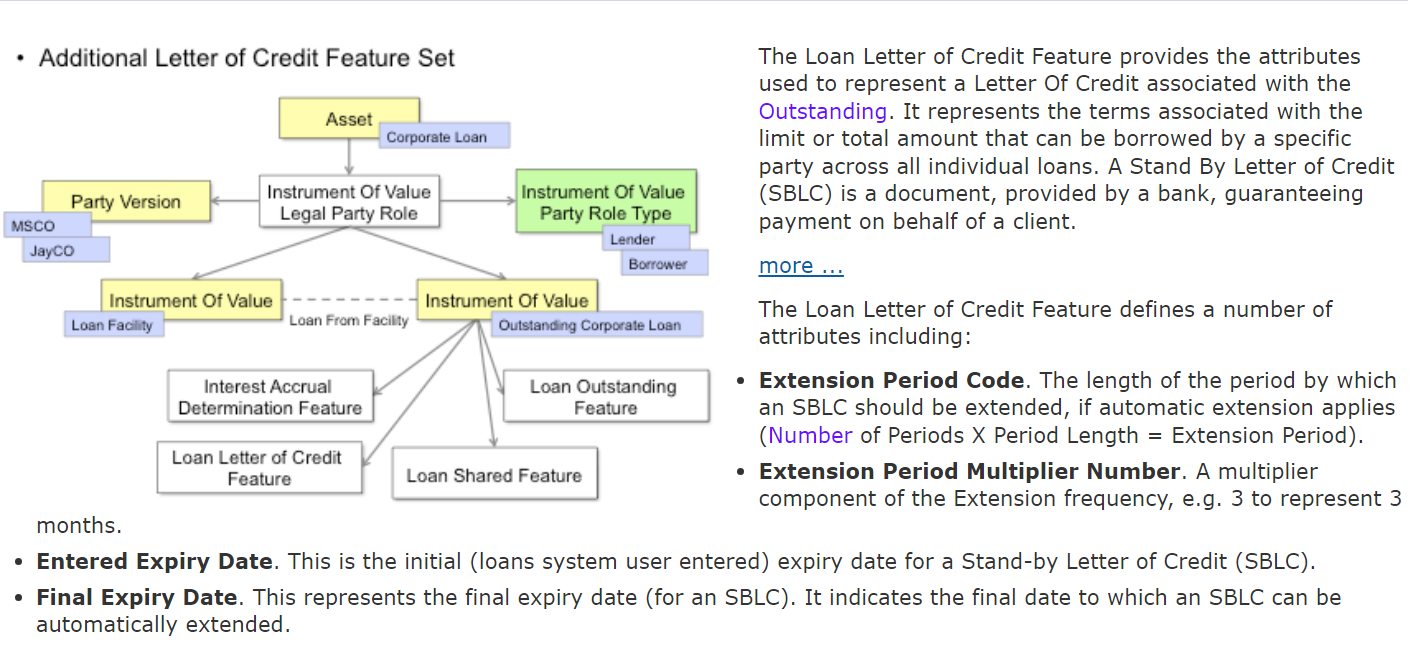 • Additional Letter of Credit Feature Set
Asset
Corporate Loan
Party Version
MSCO
JayCO
Instrument Of Value
Legal Party Role
Instrument Of Value
Party Role Type
Lender
Borrower
Instrument Of Value
Loan Facility
Loan From Facility
Instrument Of Value
Outstanding Corporate Loan
Interest Accrual
Determination Feature
Loan Outstanding
Feature
Loan Letter of Credit
Feature
Loan Shared Feature
The Loan Letter of Credit Feature provides the attributes
used to represent a Letter Of Credit associated with the
Outstanding. It represents the terms associated with the
limit or total amount that can be borrowed by a specific
party across all individual loans. A Stand By Letter of Credit
(SBLC) is a document, provided by a bank, guaranteeing
payment on behalf of a client.
more ...
The Loan Letter of Credit Feature defines a number of
attributes including:
• Extension Period Code. The length of the period by which
an SBLC should be extended, if automatic extension applies
(Number of Periods X Period Length = Extension Period).
• Extension Period Multiplier Number. A multiplier
component of the Extension frequency, e.g. 3 to represent 3
months.
• Entered Expiry Date. This is the initial (loans system user entered) expiry date for a Stand-by Letter of Credit (SBLC).
• Final Expiry Date. This represents the final expiry date (for an SBLC). It indicates the final date to which an SBLC can be
automatically extended.